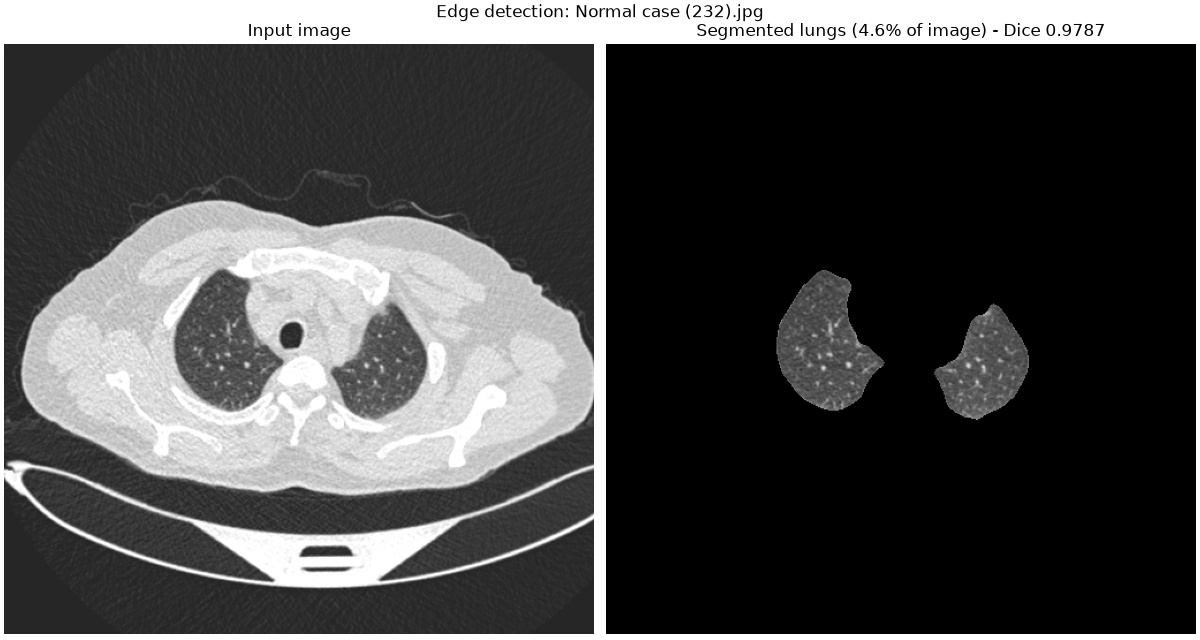 Edge detection: Normal case (232).jpg
Input image
Segmented lungs (4.6% of image) - Dice 0.9787